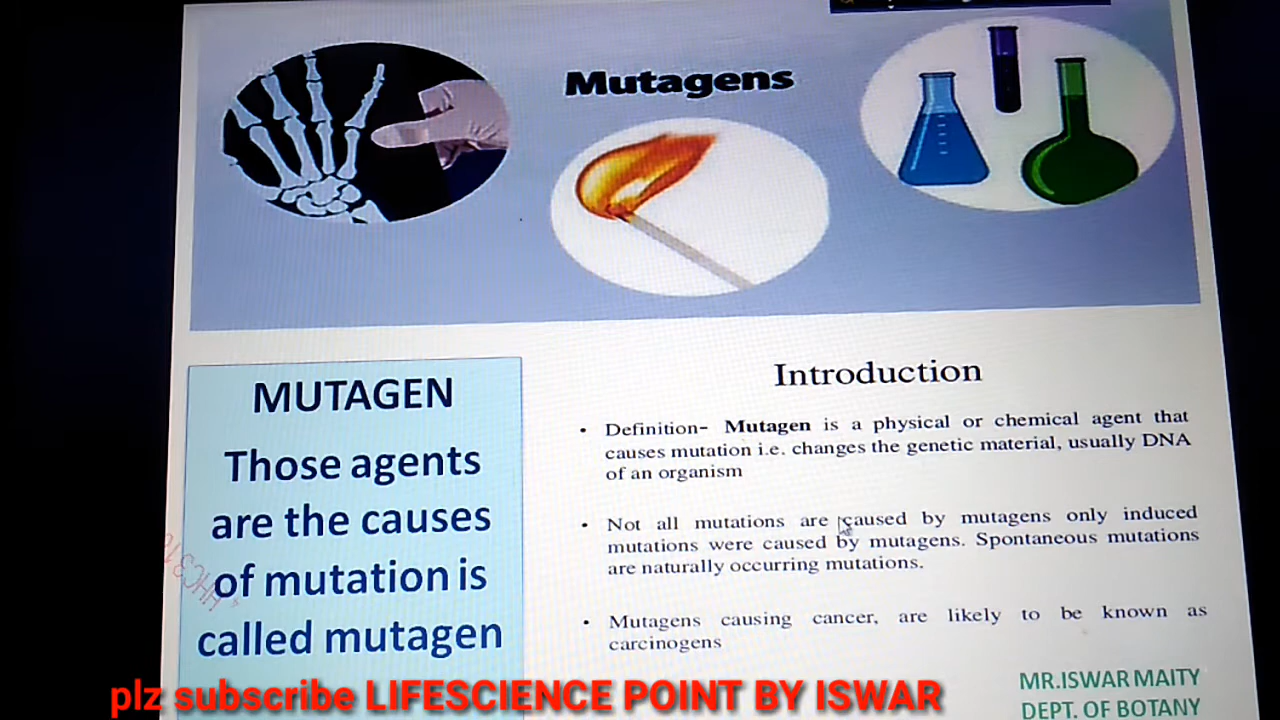 Mutagens
MUTAGEN
Those agents
are the causes
of mutation is
called mutagen
Introduction
• Definition- Mutagen is a physical or chemical agent that
causes mutation i.e. changes the genetic material, usually DNA
of an organism
• Not all mutations are caused by mutagens only induced
mutations were caused by mutagens. Spontaneous mutations
are naturally occurring mutations.
• Mutagens causing cancer, are likely to be known as
carcinogens
MR.ISWAR MAITY
DEPT. OF BOTANY
plz subscribe LIFESCIENCE POINT BY ISWAR